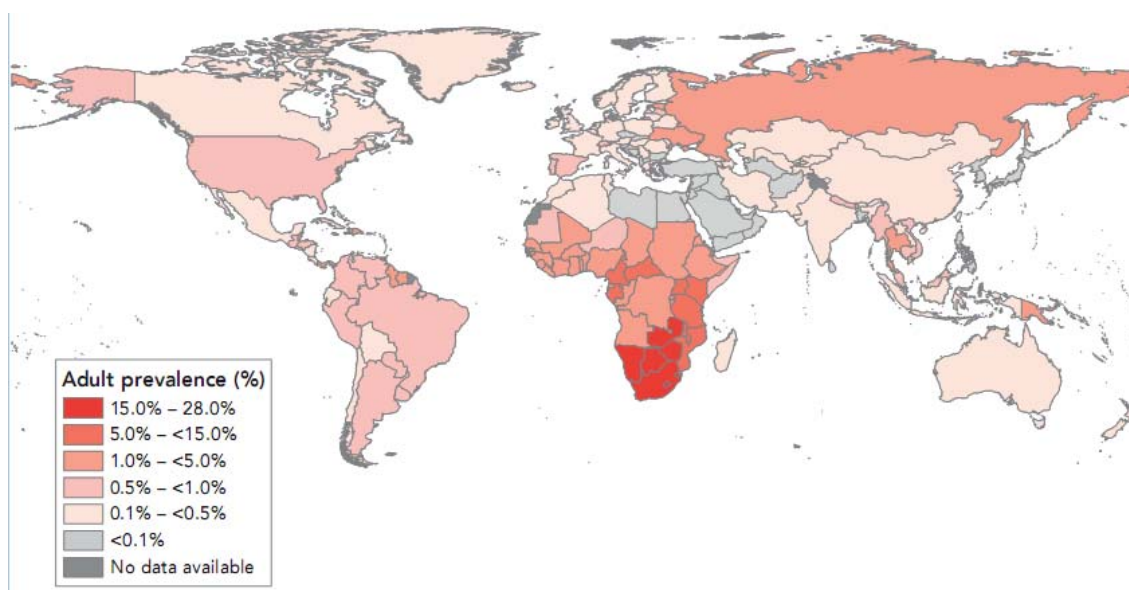 Adult prevalence (%)
15.0% – 28.0%
5.0% – <15.0%
1.0% – <5.0%
0.5% – <1.0%
0.1% – <0.5%
<0.1%
No data available